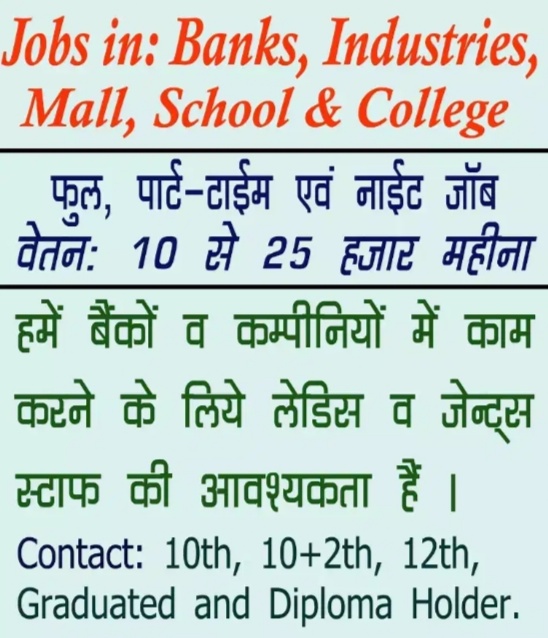 Jobs in: Banks, Industries,
Mall, School & College
फुल, पार्ट-टाईम एवं नाईट जॉब
वेतन: 10 से 25 हजार महीना
हमें बैंकों व कम्पीनियों में काम
करने के लिये लेडिस व जेन्ट्स
स्टाफ की आवश्यकता हैं ।
Contact: 10th, 10+2th, 12th,
Graduated and Diploma Holder.